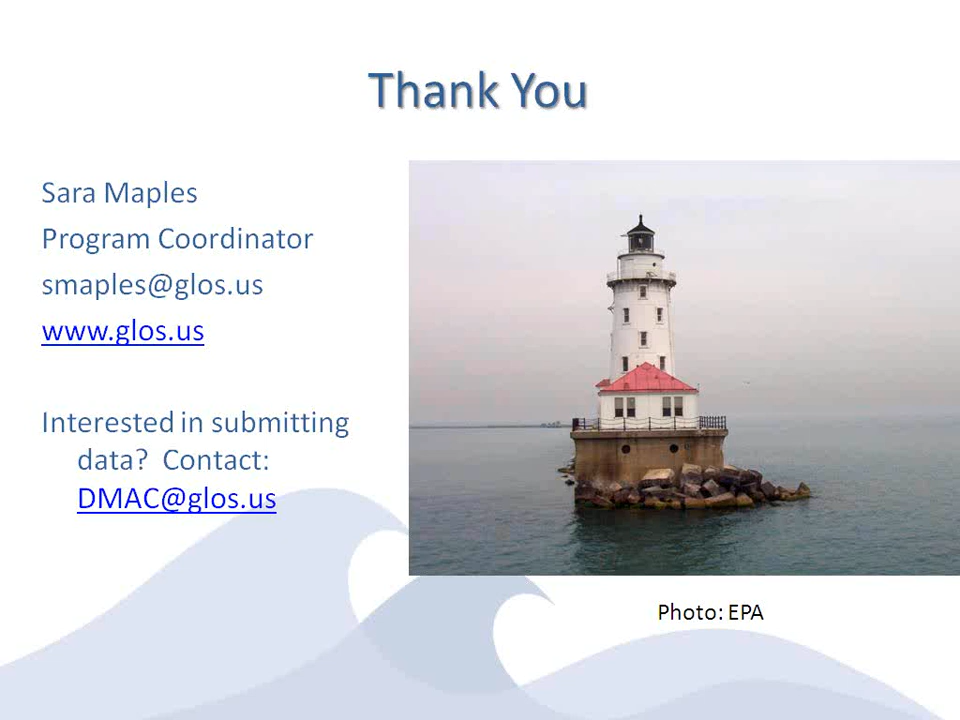 Thank You
Sara Maples
Program Coordinator
smaples@glos.us
www.glos.us
Interested in submitting
data?  Contact:
DMAC@glos.us
Photo: EPA